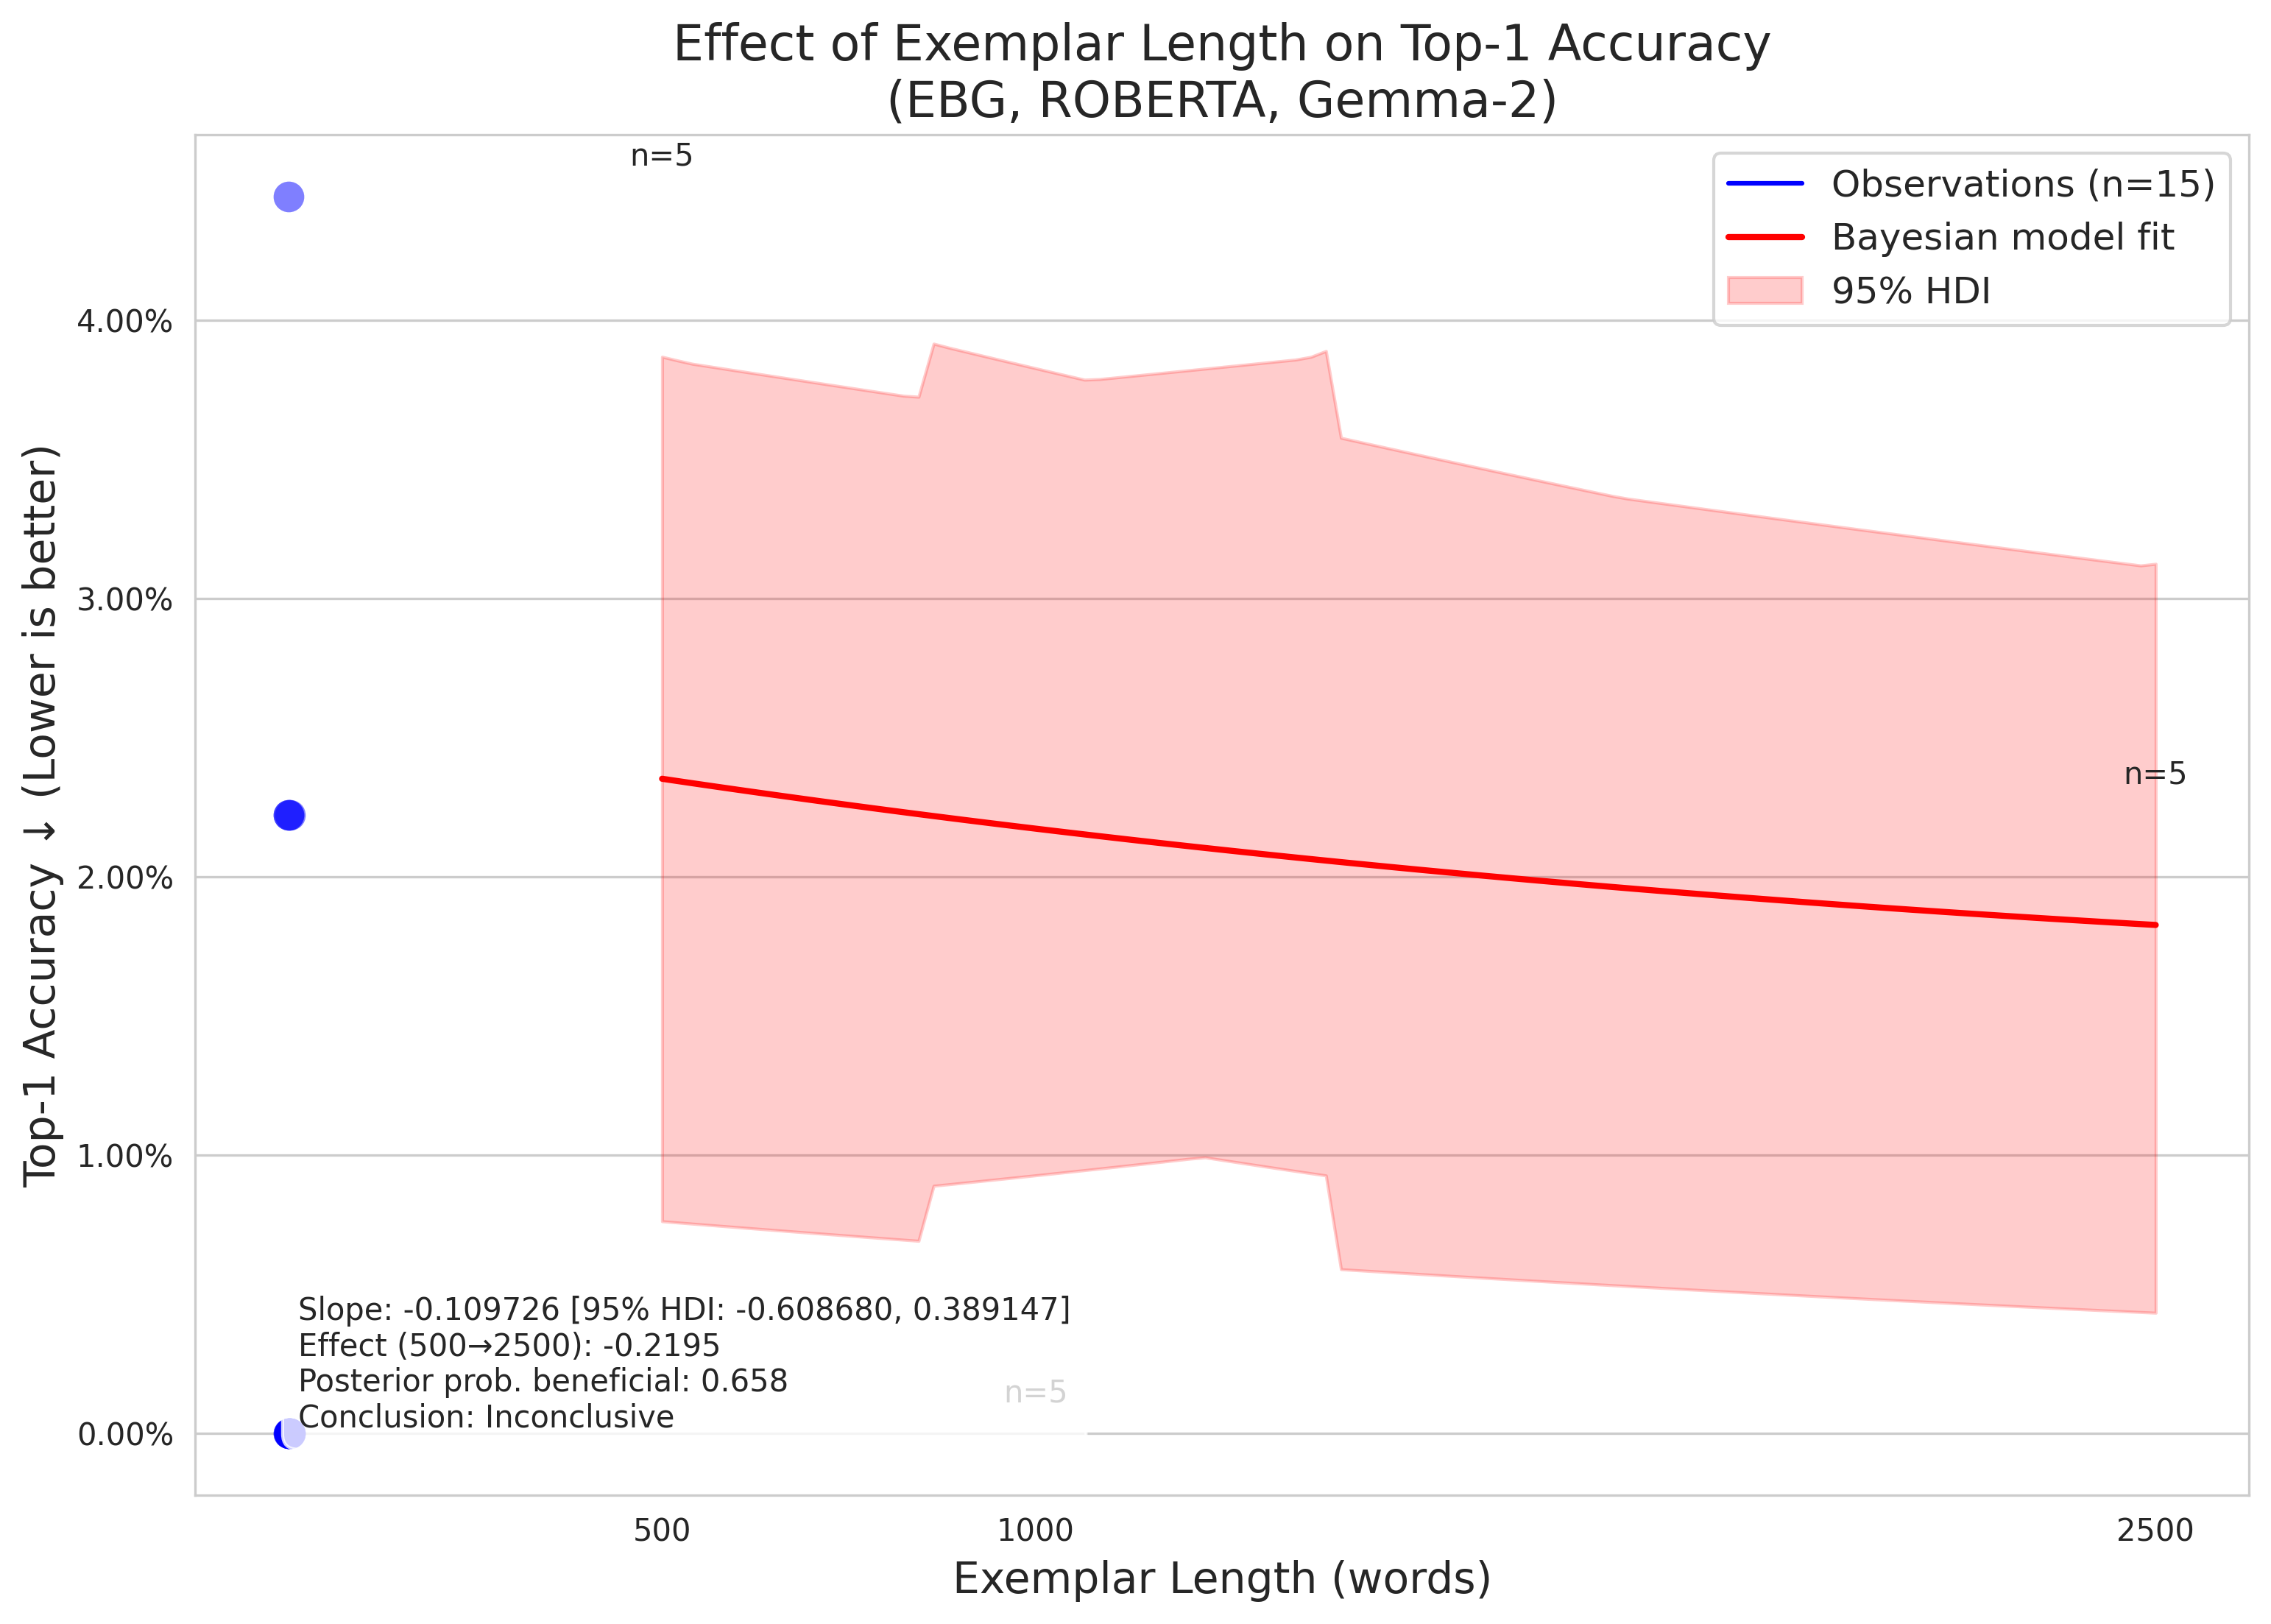 Effect of Exemplar Length on Top-1 Accuracy
(EBG, ROBERTA, Gemma-2)
n=5
Observations (n=15)
Bayesian model fit
95% HDI
4.00%
3.00%
2.00%
1.00%
0.00%
Top-1 Accuracy ↓ (Lower is better)
n=5
Slope: -0.109726 [95% HDI: -0.608680, 0.389147]
Effect (500→2500): -0.2195
Posterior prob. beneficial: 0.658
Conclusion: Inconclusive
n=5
500
1000
2500
Exemplar Length (words)